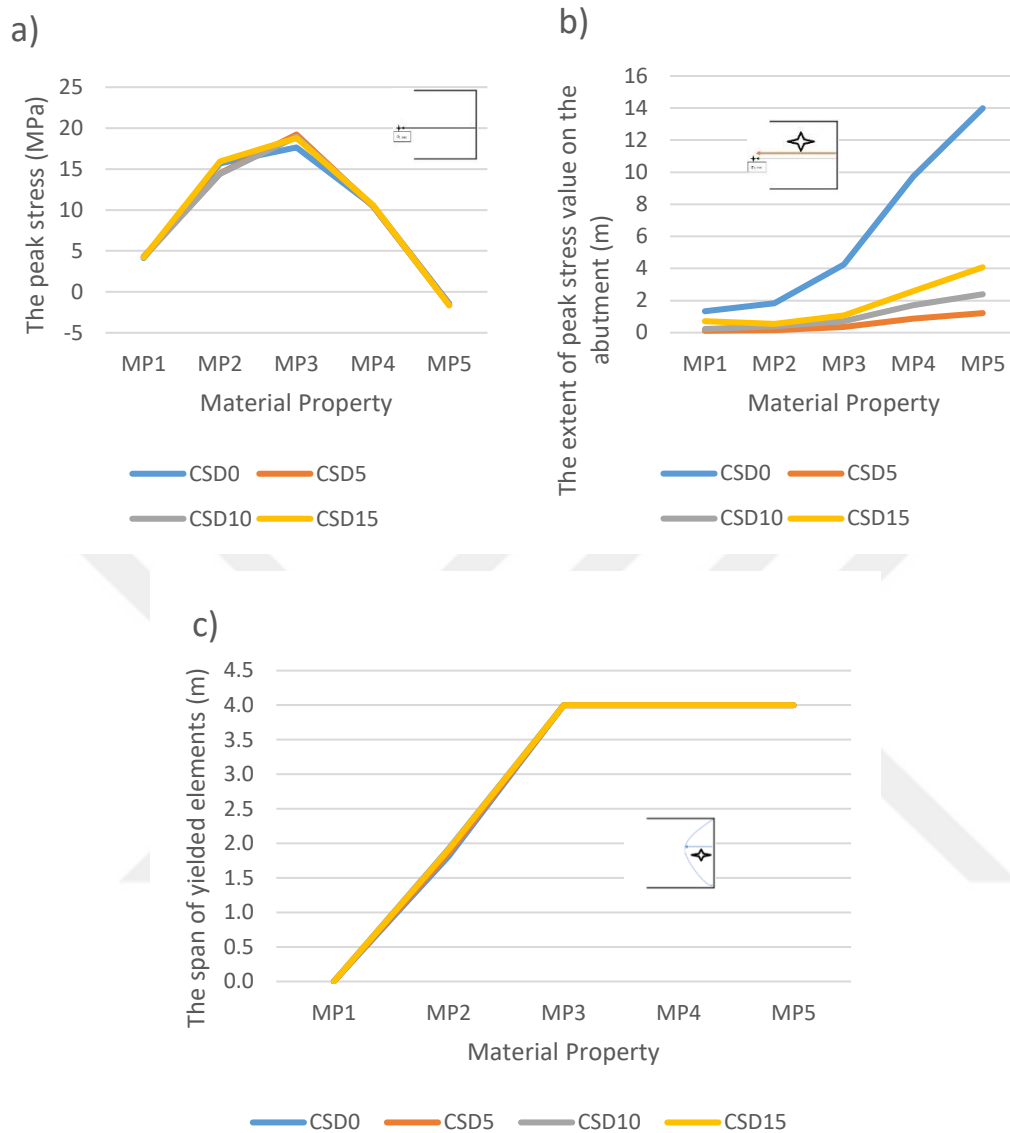 a)
The peak stress (MPa)
25
20
15
10
5
0
-5
MP1 MP2 MP3 MP4 MP5
Material Property
CSD0 CSD5
CSD10 CSD15
b)
The extent of peak stress value on the
abutment (m)
16
14
12
10
8
6
4
2
0
MP1 MP2 MP3 MP4 MP5
Material Property
CSD0 CSD5
CSD10 CSD15
c)
The span of yielded elements (m)
4.5
4.0
3.5
3.0
2.5
2.0
1.5
1.0
0.5
0.0
MP1 MP2 MP3 MP4 MP5
Material Property
CSD0 CSD5 CSD10 CSD15